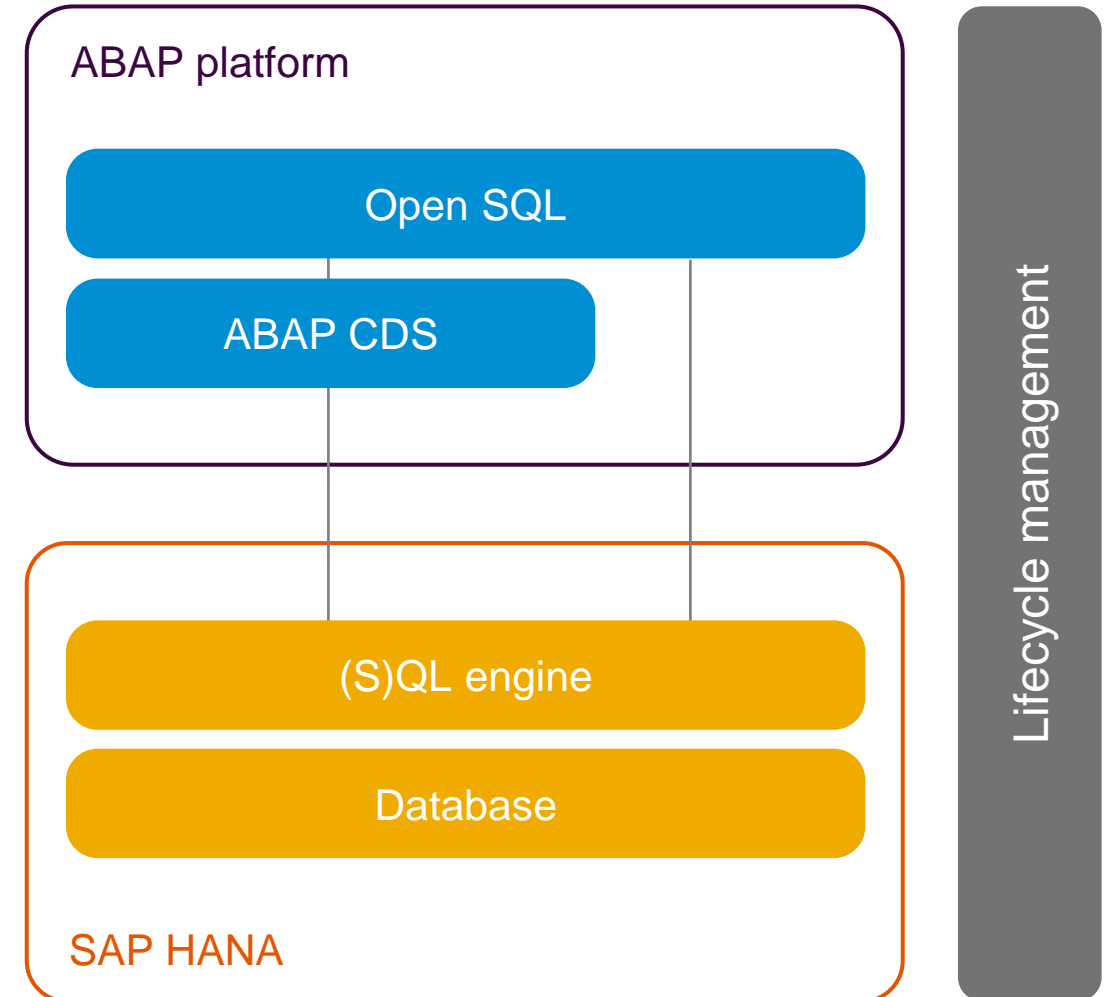 ABAP platform
Open SQL
ABAP CDS
(S)QL engine
Database
SAP HANA
Lifecycle management